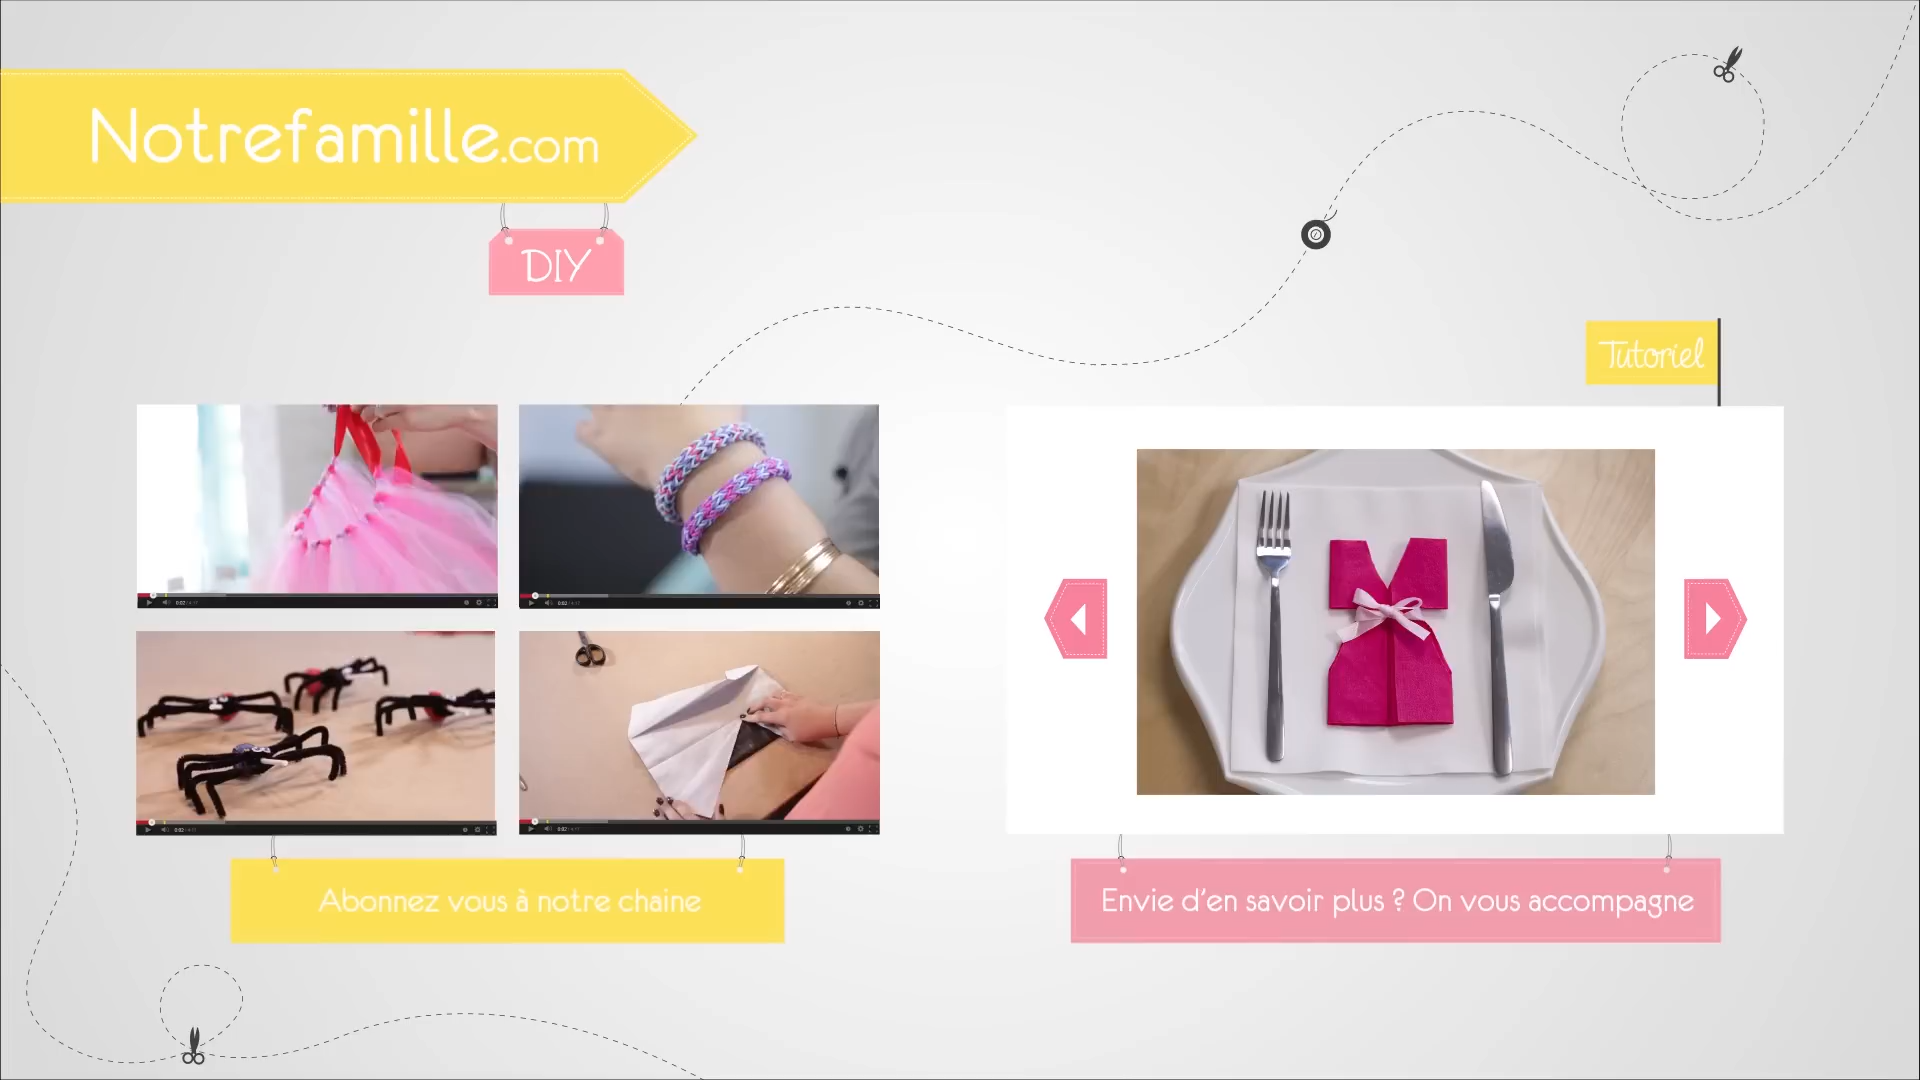 Notrefamille.com
DIY
Tutoriel
Abonnez vous à notre chaine
Envie d'en savoir plus ? On vous accompagne